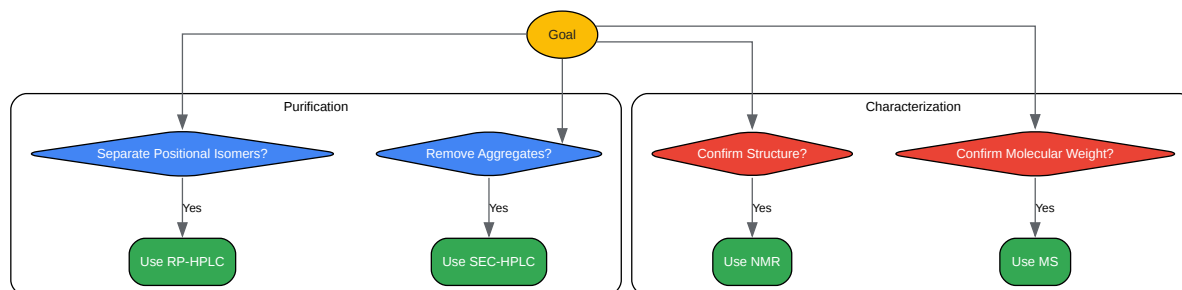 Goal
Purification
Characterization
Separate Positional Isomers?
Remove Aggregates?
Confirm Structure?
Confirm Molecular Weight?
Yes
Yes
Yes
Yes
Use RP-HPLC
Use SEC-HPLC
Use NMR
Use MS